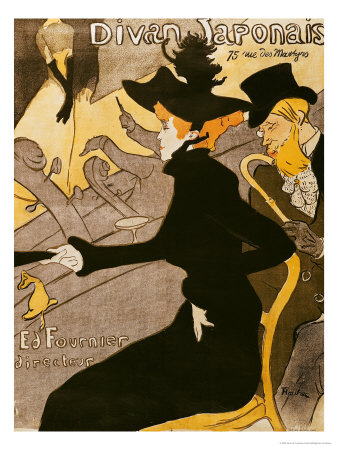 Divan Japonais
75 rue des Martyrs
Ed Fournier
directeur